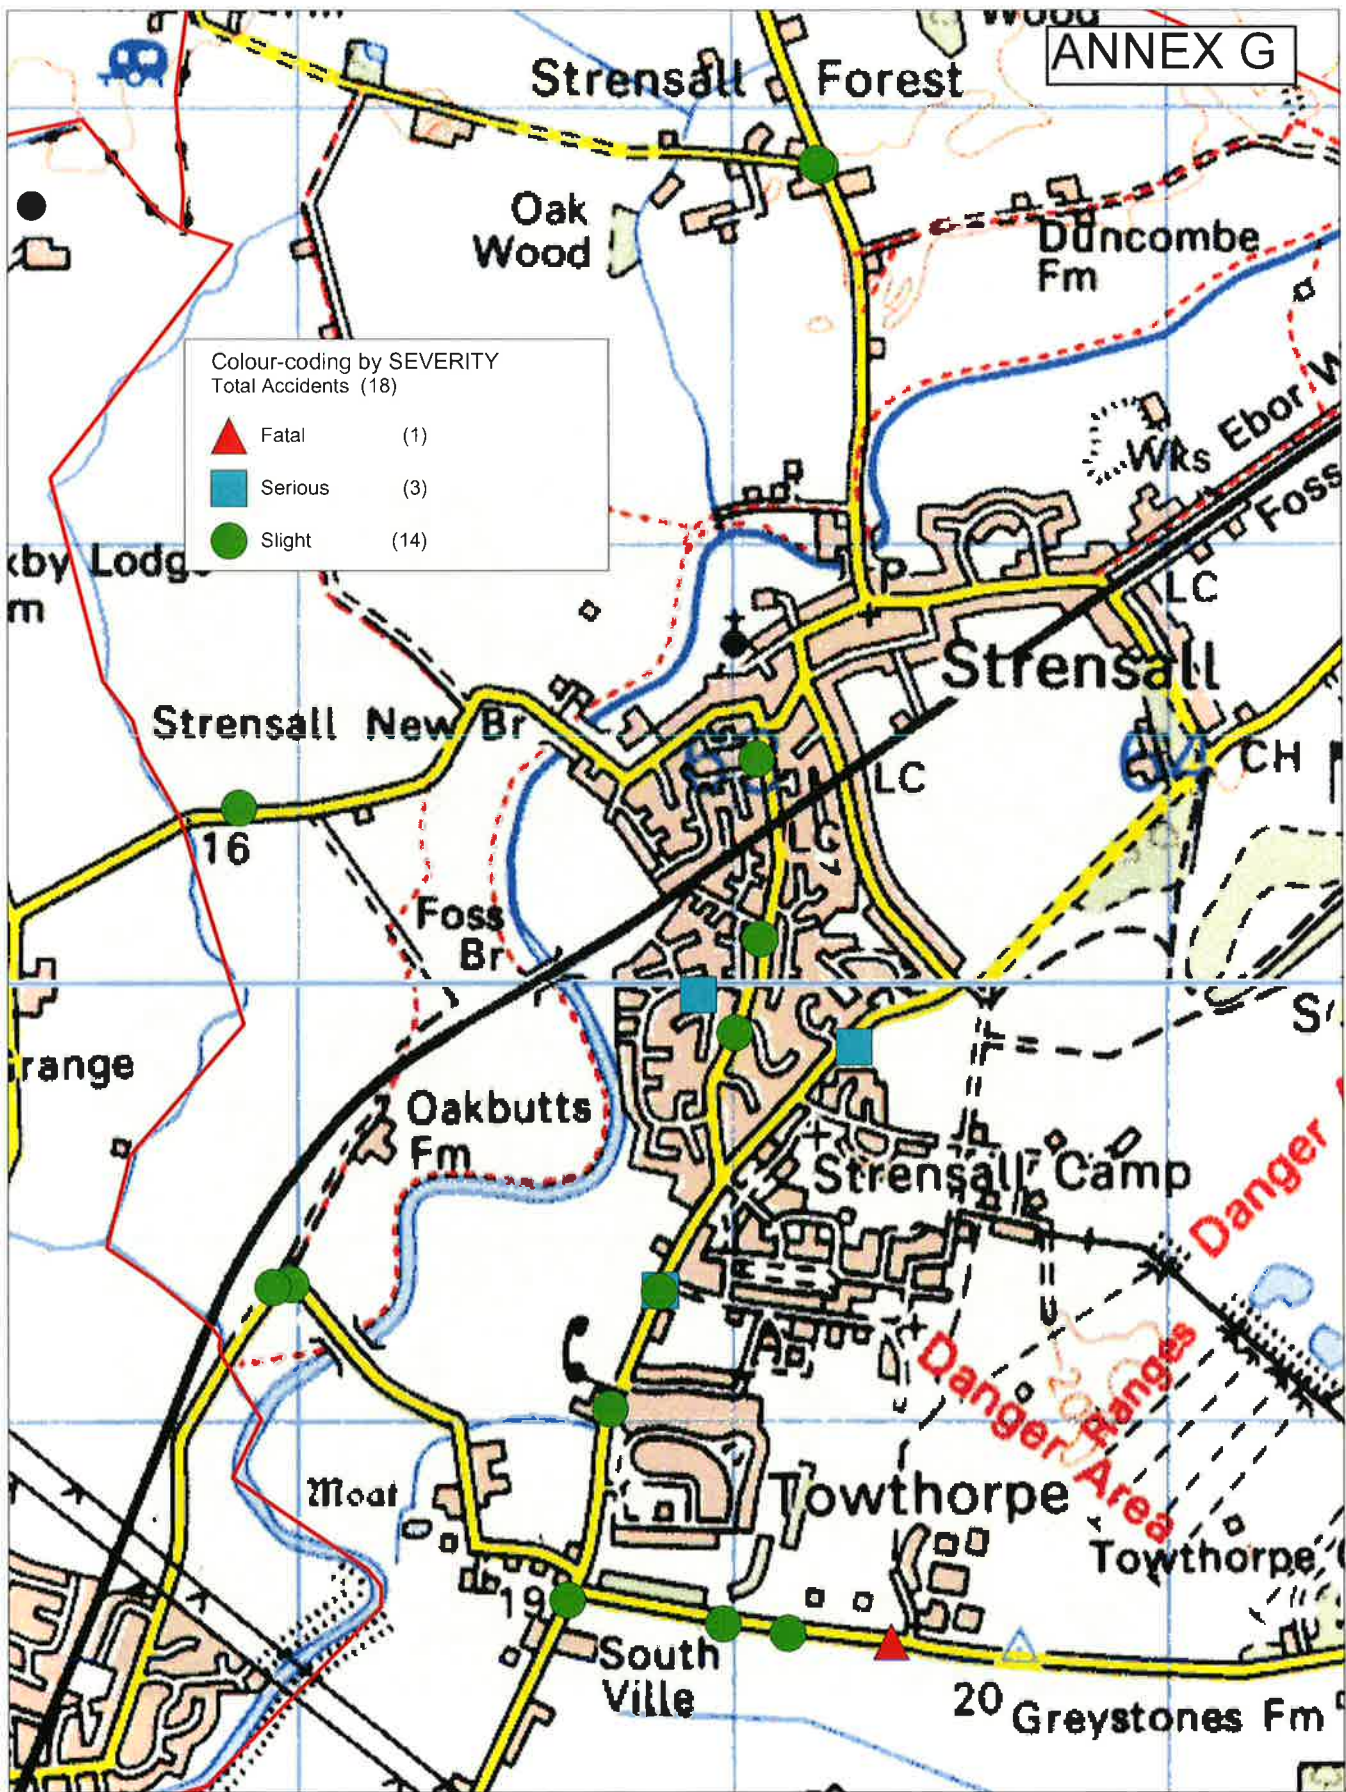 ANNEX G
Strensall Forest
Oak
Wood
Duncombe
Fm
Colour-coding by SEVERITY
Total Accidents (18)
Fatal (1)
Serious (3)
Slight (14)
Wks
Ebor W
Foss
xby Lodge
m
P
LC
Strensall
Strensall New Br
CH
LC
16
LC
Foss
Br
range
Oakbutts
Fm
Strensall Camp
Danger
Danger Area
Ranges
Moat
Towthorpe
Towthorpe
19
South
Ville
20
Greystones Fm